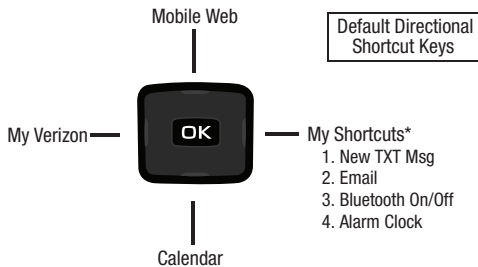 Mobile Web
Default Directional
Shortcut Keys
My Verizon
OK
My Shortcuts*
1. New TXT Msg
2. Email
3. Bluetooth On/Off
4. Alarm Clock
Calendar